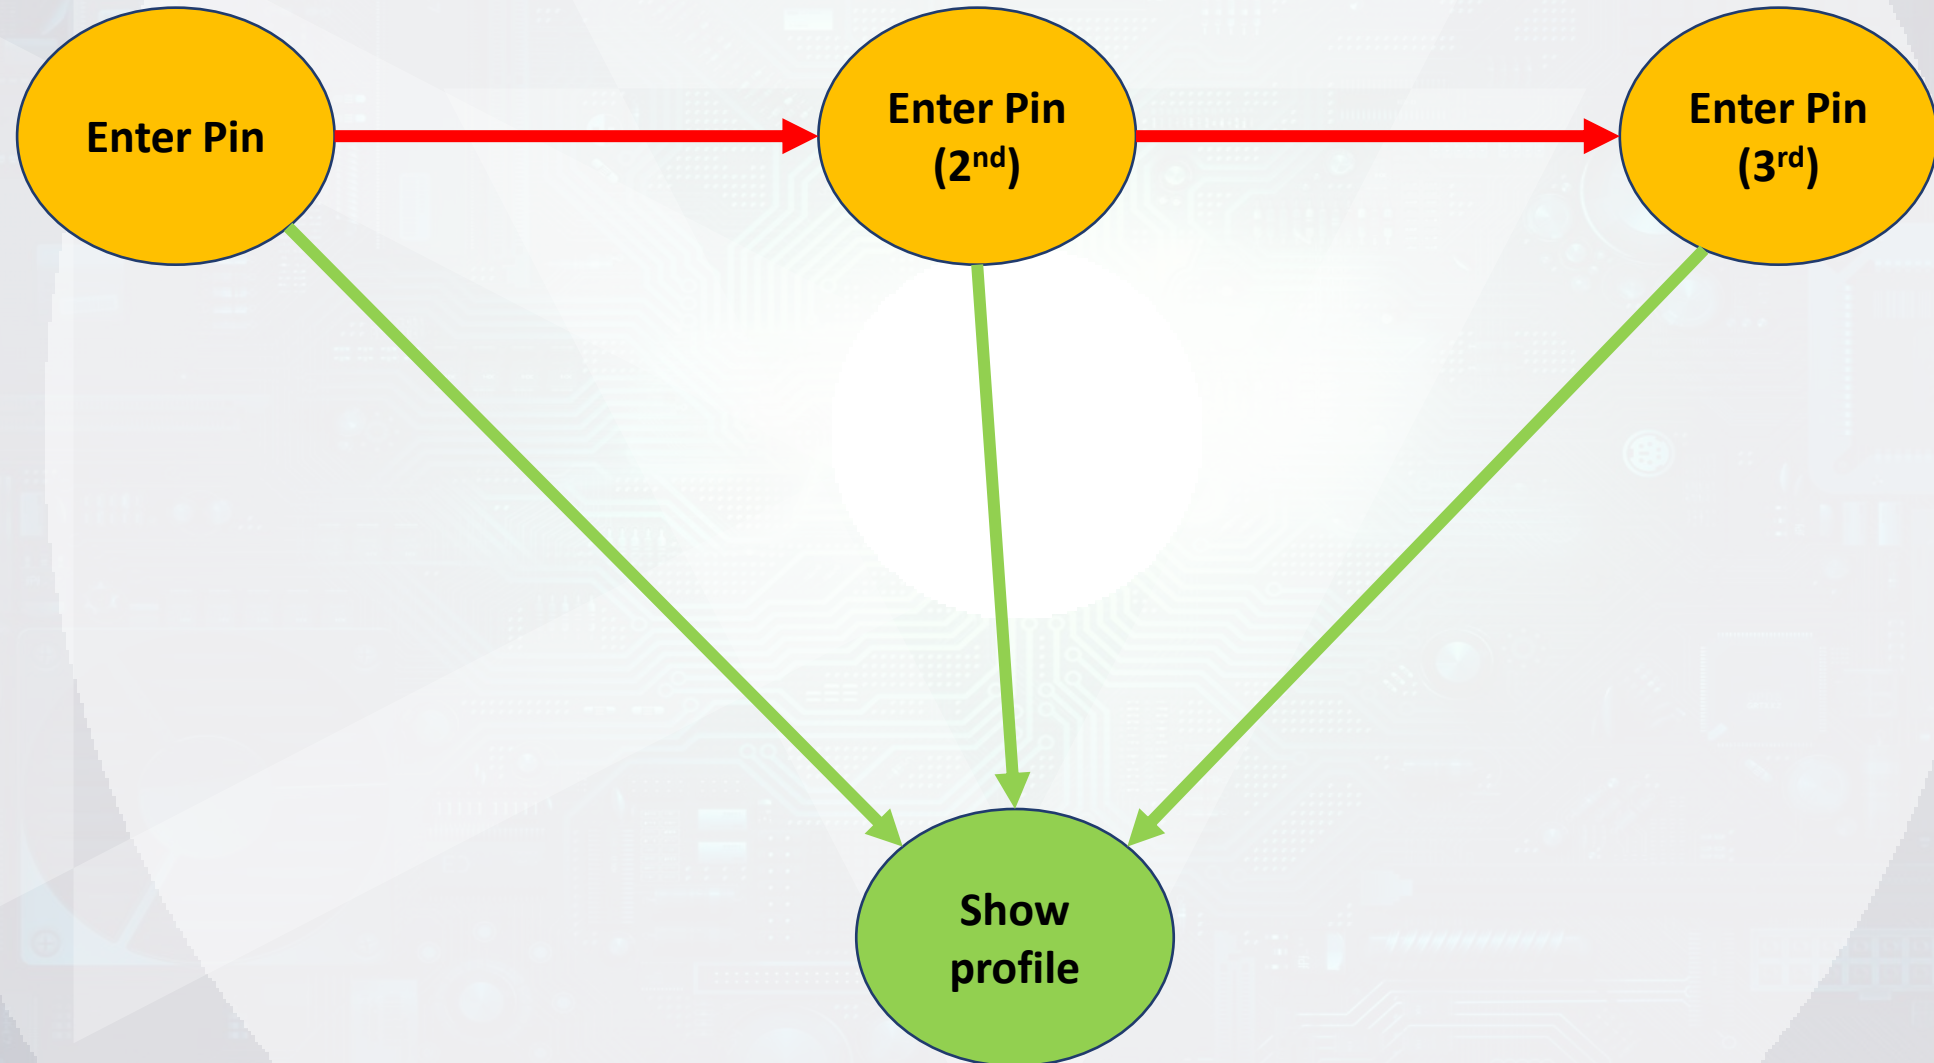 Enter Pin
Enter Pin
(2nd)
Enter Pin
(3rd)
Show
profile